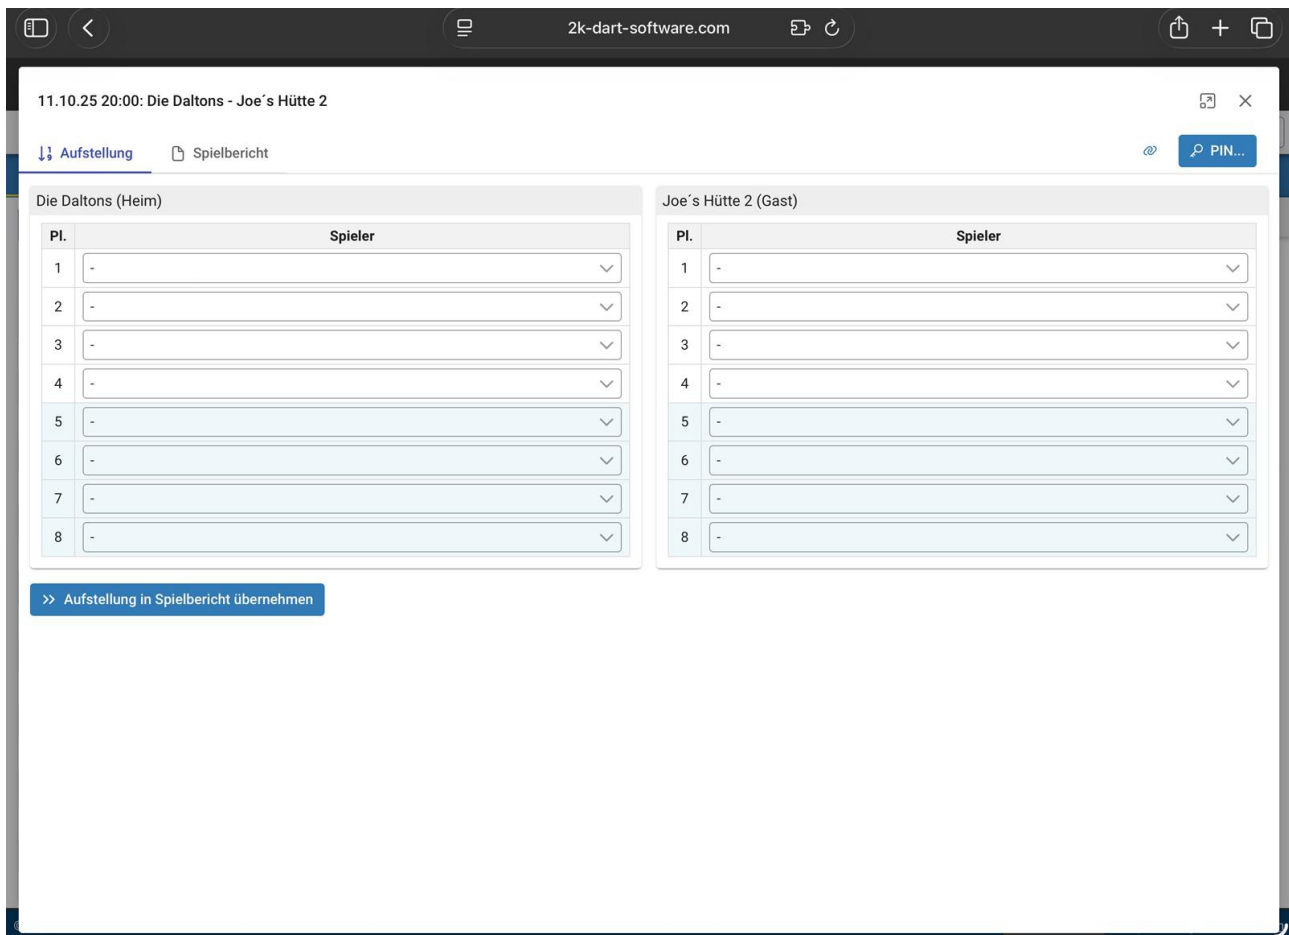 2k-dart-software.com
11.10.25 20:00: Die Daltons - Joe´s Hütte 2
Aufstellung
Spielbericht
PIN...
Die Daltons (Heim)
Pl. Spieler
1 -
2 -
3 -
4 -
5 -
6 -
7 -
8 -
Joe´s Hütte 2 (Gast)
Pl. Spieler
1 -
2 -
3 -
4 -
5 -
6 -
7 -
8 -
Aufstellung in Spielbericht übernehmen